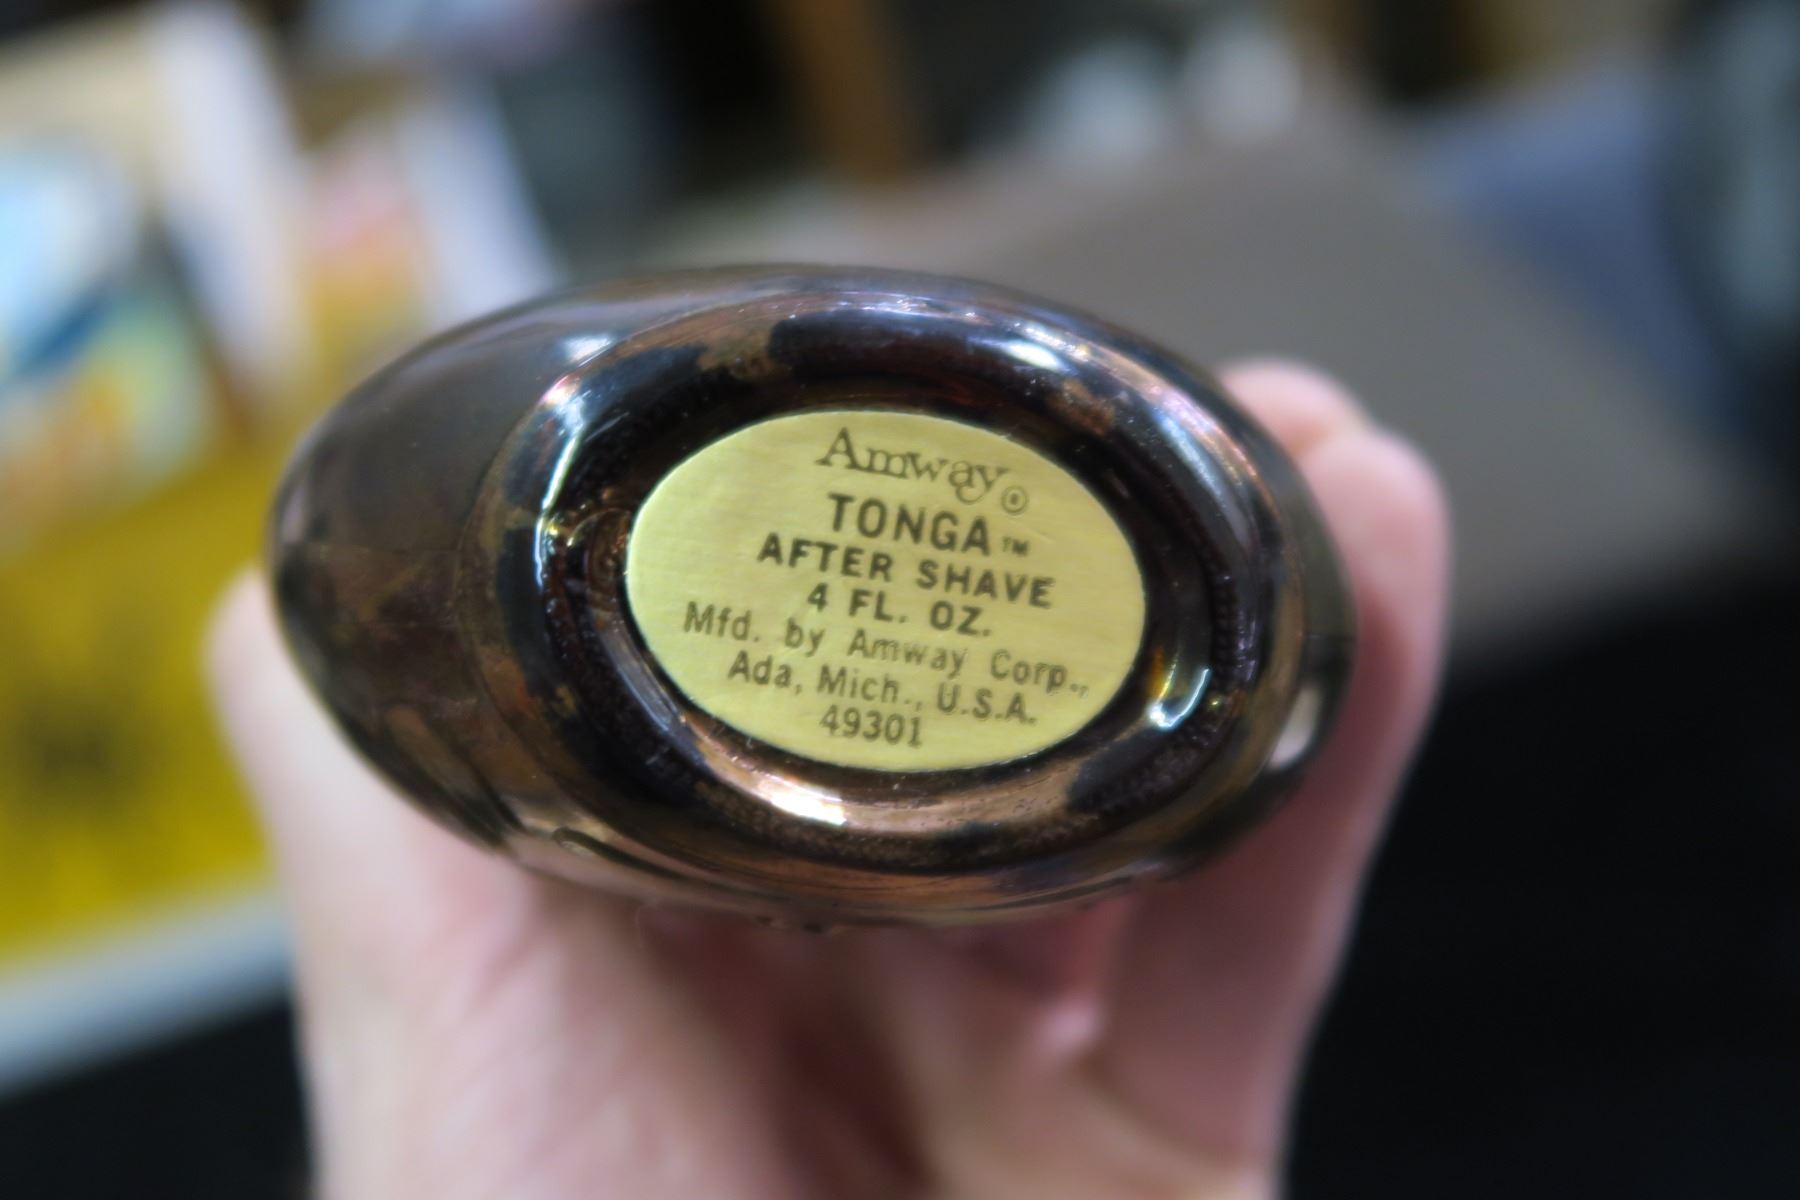 Amway®
TONGA™
AFTER SHAVE
4 FL. OZ.
Mfd. by Amway Corp.,
Ada, Mich., U.S.A.
49301